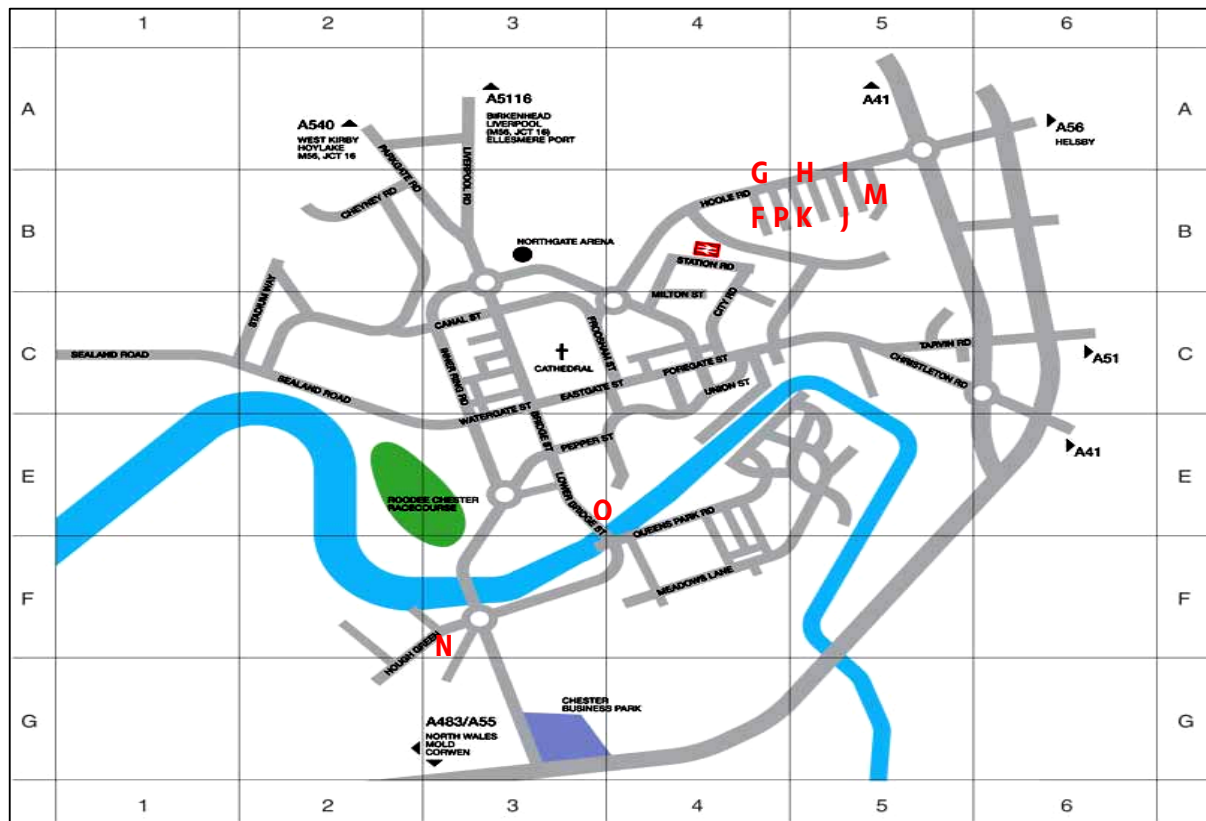 1 2 3 4 5 6
A A
A5116
A41
BIRKENHEAD
LIVERPOOL
(M56, JCT 16)
ELLESMERE PORT
A540
WEST KIRBY
HOYLAKE
M56, JCT 16
A56
HELSBY
PARKGATE RD
LIVERPOOL RD
G H I
M
HOOLE RD
CHEYNEY RD
F P K J
B B
NORTHGATE ARENA
STATION RD
MILTON ST
CITY RD
STADIUM WAY
CANAL ST
FRODSHAM ST
INNER RING RD
C C
SEALAND ROAD
CATHEDRAL
TARVIN RD
A51
FOREGATE ST
CHRISTLETON RD
SEALAND ROAD
EASTGATE ST
UNION ST
WATERGATE ST
BRIDGE ST
PEPPER ST
A41
E E
ROODEE CHESTER
RACECOURSE
LOWER BRIDGE ST
O
QUEENS PARK RD
MEADOWS LANE
F F
HOUGH GREEN
N
CHESTER
BUSINESS PARK
G G
A483/A55
NORTH WALES
MOLD
CORWEN
1 2 3 4 5 6